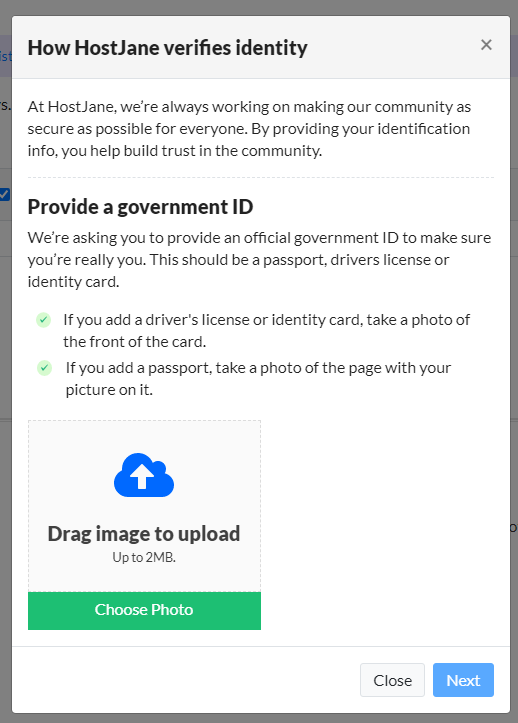 How HostJane verifies identity
×
ist
s.
At HostJane, we’re always working on making our community as
secure as possible for everyone. By providing your identification
info, you help build trust in the community.
Provide a government ID
We’re asking you to provide an official government ID to make sure
you’re really you. This should be a passport, drivers license or
identity card.
If you add a driver's license or identity card, take a photo of
the front of the card.
If you add a passport, take a photo of the page with your
picture on it.
Drag image to upload
Up to 2MB.
Choose Photo
Close
Next